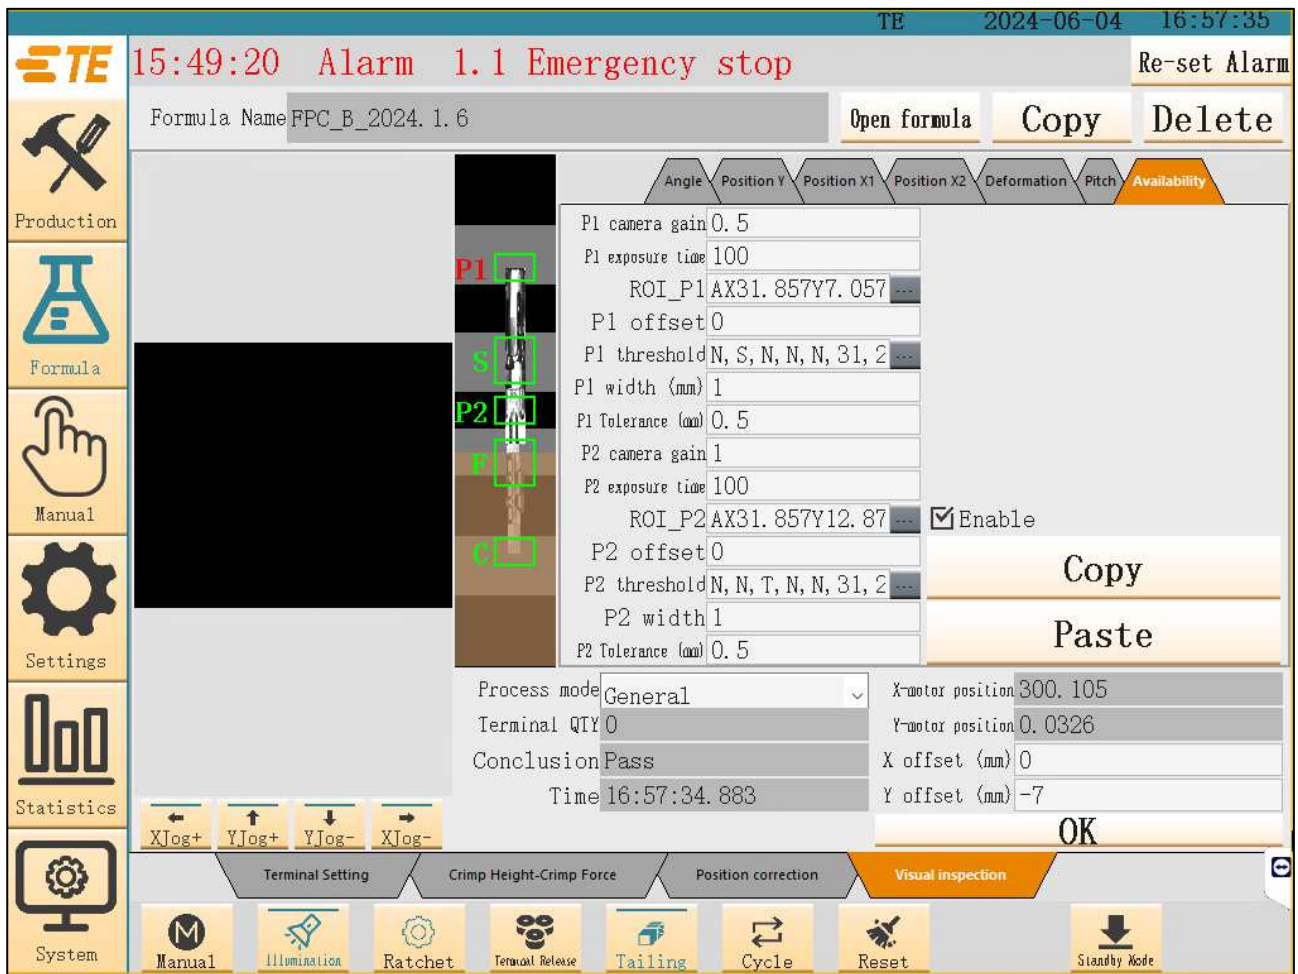 TE 2024-06-04 16:57:35
TE
15:49:20 Alarm 1.1 Emergency stop
Re-set Alarm
Formula Name FPC_B_2024.1.6
Open formula
Copy
Delete
Production
Formula
Manual
Settings
Statistics
System
P1
S
P2
F
C
Angle
Position Y
Position X1
Position X2
Deformation
Pitch
Availability
P1 camera gain 0.5
P1 exposure time 100
ROI_P1 AX31.857Y7.057 ...
P1 offset 0
P1 threshold N,S,N,N,N,31,2 ...
P1 width (mm) 1
P1 Tolerance (mm) 0.5
P2 camera gain 1
P2 exposure time 100
ROI_P2 AX31.857Y12.87 ...
Enable
P2 offset 0
P2 threshold N,N,T,N,N,31,2 ...
P2 width 1
P2 Tolerance (mm) 0.5
Copy
Paste
Process mode General
Terminal QTY 0
Conclusion Pass
Time 16:57:34.883
X-motor position 300.105
Y-motor position 0.0326
X offset (mm) 0
Y offset (mm) -7
OK
XJog+
YJog+
YJog-
XJog-
Terminal Setting
Crimp Height-Crimp Force
Position correction
Visual inspection
M
Manual
Illumination
Ratchet
Termunal Release
Tailing
Cycle
Reset
Standby Mode